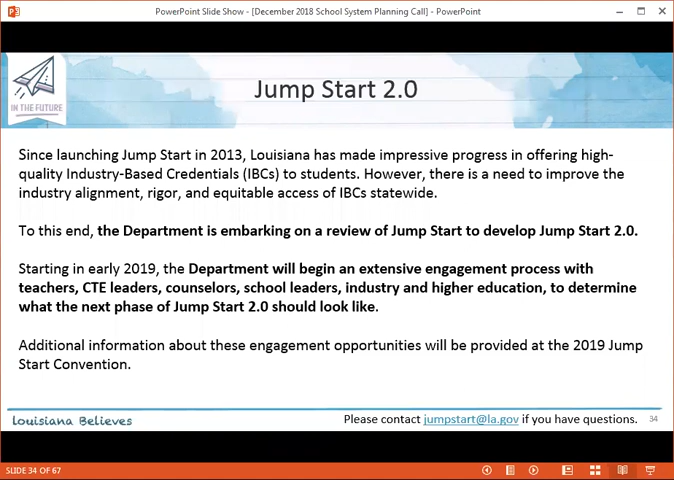 PowerPoint Slide Show - [December 2018 School System Planning Call] - PowerPoint
IN THE FUTURE
Jump Start 2.0
Since launching Jump Start in 2013, Louisiana has made impressive progress in offering high-
quality Industry-Based Credentials (IBCs) to students. However, there is a need to improve the
industry alignment, rigor, and equitable access of IBCs statewide.
To this end, the Department is embarking on a review of Jump Start to develop Jump Start 2.0.
Starting in early 2019, the Department will begin an extensive engagement process with
teachers, CTE leaders, counselors, school leaders, industry and higher education, to determine
what the next phase of Jump Start 2.0 should look like.
Additional information about these engagement opportunities will be provided at the 2019 Jump
Start Convention.
Louisiana Believes
Please contact jumpstart@la.gov if you have questions.
34
SLIDE 34 OF 67